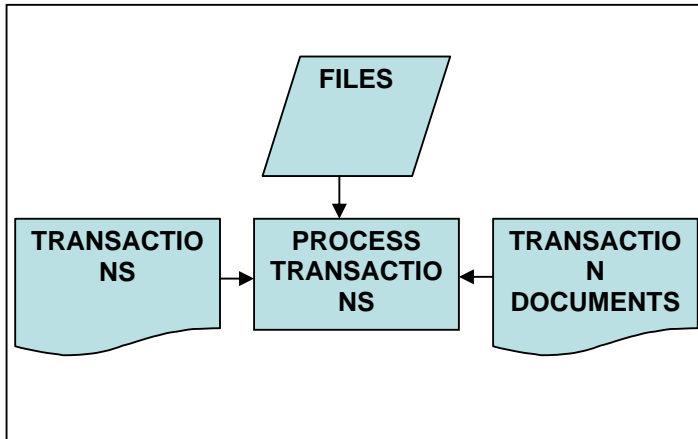 FILES
TRANSACTIO
NS
PROCESS
TRANSACTIO
NS
TRANSACTIO
N
DOCUMENTS